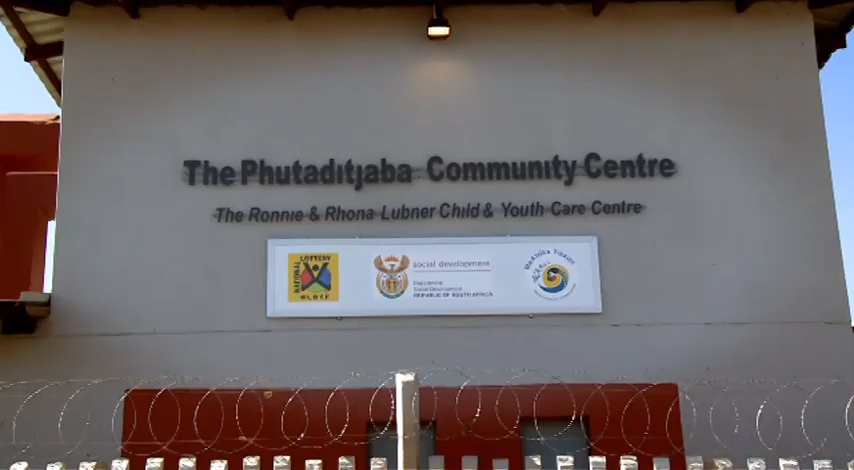 The Phutaditjaba Community Centre
The Ronnie & Rhona Lubner Child & Youth Care Centre
NATIONAL LOTTERY
social development
Department:
Social Development
REPUBLIC OF SOUTH AFRICA